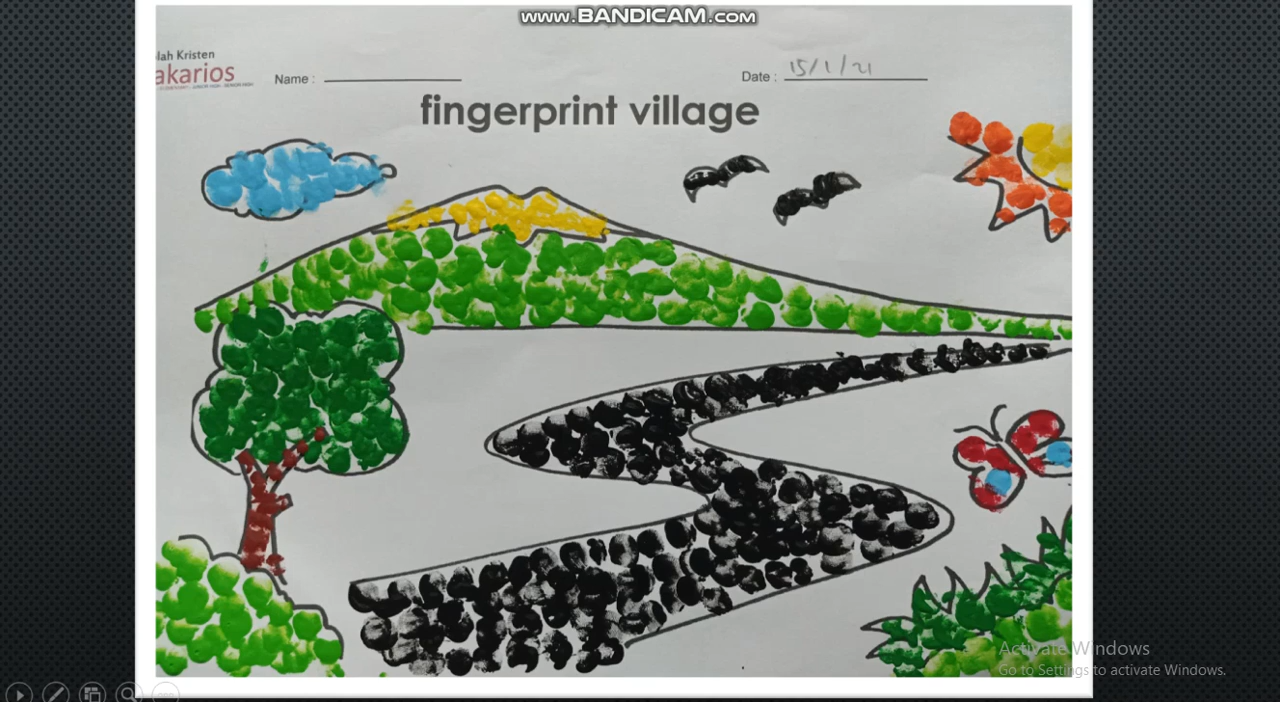 www.BANDICAM.com
lah Kristen
akarios
Name :
Date : 15/1/21
fingerprint village
Activate Windows
Go to Settings to activate Windows.